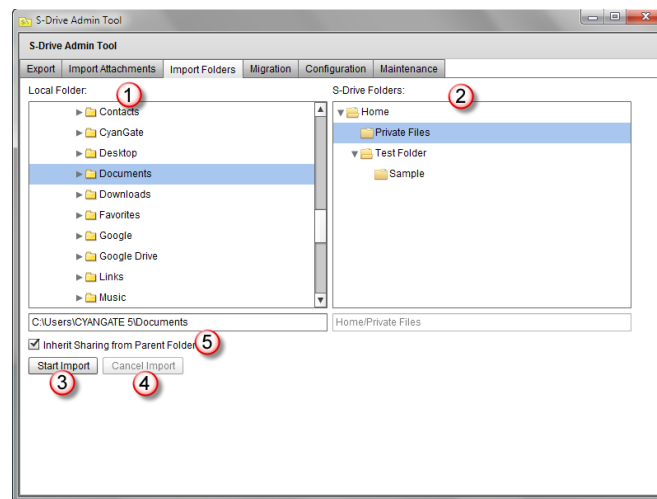 S-Drive Admin Tool
S-Drive Admin Tool
Export Import Attachments Import Folders Migration Configuration Maintenance
Local Folder: S-Drive Folders:
1 2
Contacts Home
CyanGate Private Files
Desktop Test Folder
Documents Sample
Downloads
Favorites
Google
Google Drive
Links
Music
C:\Users\CYANGATE 5\Documents Home/Private Files
Inherit Sharing from Parent Folder 5
Start Import Cancel Import
3 4